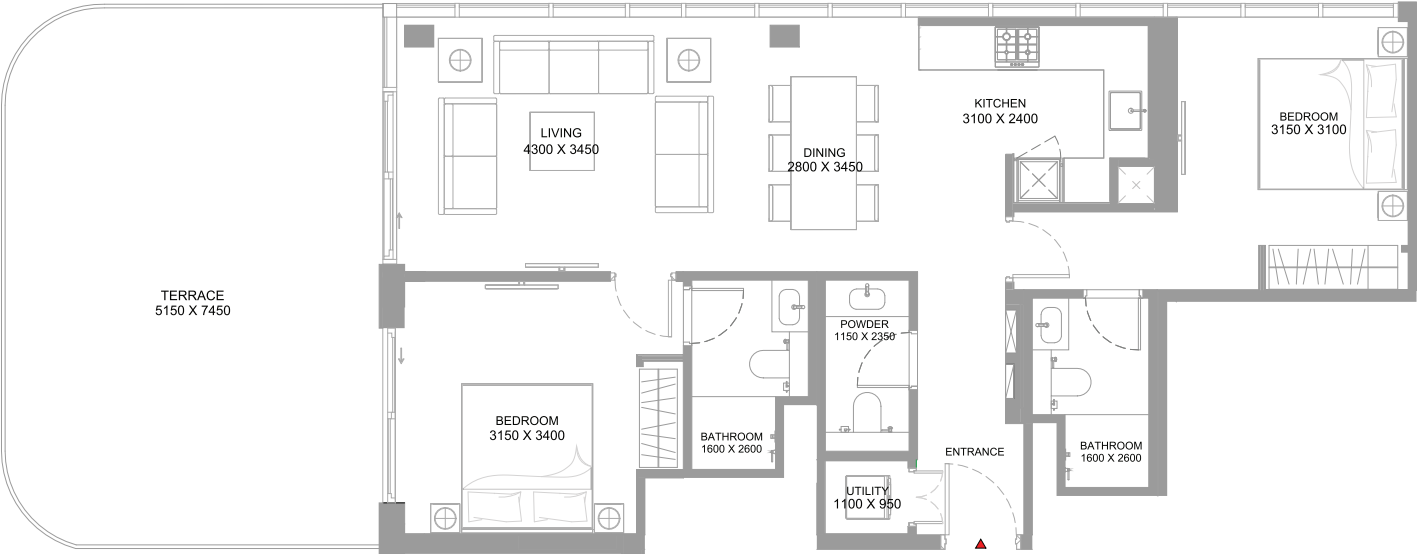 KITCHEN
3100 X 2400
BEDROOM
3150 X 3100
LIVING
4300 X 3450
DINING
2800 X 3450
TERRACE
5150 X 7450
POWDER
1150 X 2350
BEDROOM
3150 X 3400
BATHROOM
1600 X 2600
ENTRANCE
BATHROOM
1600 X 2600
UTILITY
1100 X 950